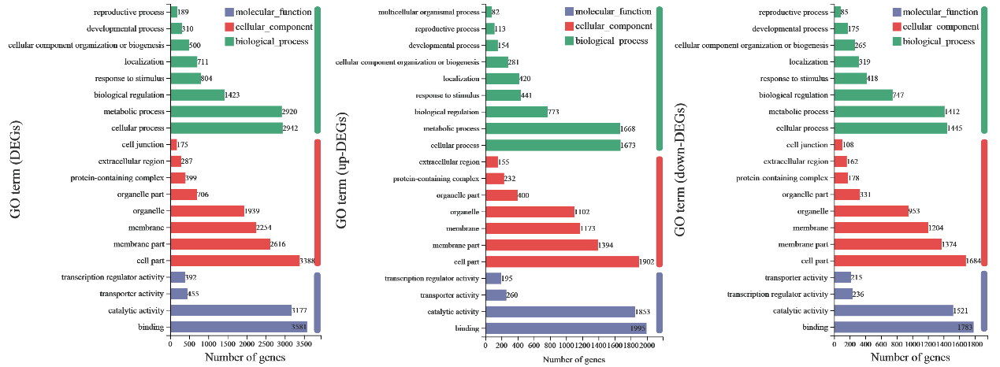 GO term (DEGs)
reproductive process 189
developmental process 310
cellular component organization or biogenesis 500
localization 711
response to stimulus 804
biological regulation 1423
metabolic process 2920
cellular process 2942
cell junction 175
extracellular region 287
protein-containing complex 399
organelle part 706
organelle 1939
membrane 2254
membrane part 2616
cell part 3388
transcription regulator activity 392
transporter activity 455
catalytic activity 3177
binding 3581
0 500 1000 1500 2000 2500 3000 3500
Number of genes
molecular_function
cellular_component
biological_process
GO term (up-DEGs)
multicellular organismal process 82
reproductive process 113
developmental process 154
cellular component organization or biogenesis 281
localization 420
response to stimulus 441
biological regulation 773
metabolic process 1668
cellular process 1673
extracellular region 155
protein-containing complex 232
organelle part 400
organelle 1102
membrane 1173
membrane part 1394
cell part 1902
transcription regulator activity 195
transporter activity 260
catalytic activity 1853
binding 1995
0 200 400 600 800 1000 1200 1400 1600 1800 2000
Number of genes
molecular_function
cellular_component
biological_process
GO term (down-DEGs)
reproductive process 85
developmental process 175
cellular component organization or biogenesis 265
localization 319
response to stimulus 418
biological regulation 747
metabolic process 1412
cellular process 1445
cell junction 108
extracellular region 162
protein-containing complex 178
organelle part 331
organelle 953
membrane 1204
membrane part 1374
cell part 1684
transporter activity 215
transcription regulator activity 236
catalytic activity 1521
binding 1783
0 200 400 600 800 1000 1200 1400 1600 1800
Number of genes
molecular_function
cellular_component
biological_process